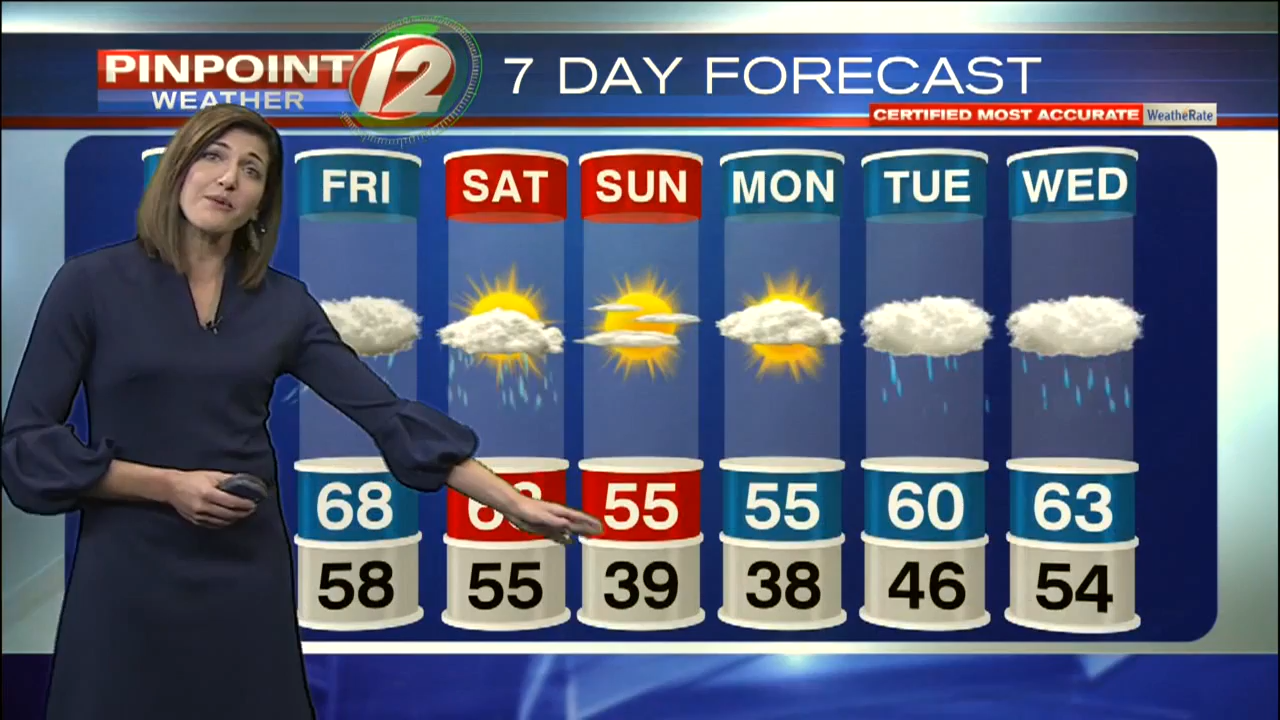 PINPOINT 12
WEATHER
7 DAY FORECAST
CERTIFIED MOST ACCURATE WeatheRate
FRI SAT SUN MON TUE WED
68 55 55 60 63
58 55 39 38 46 54